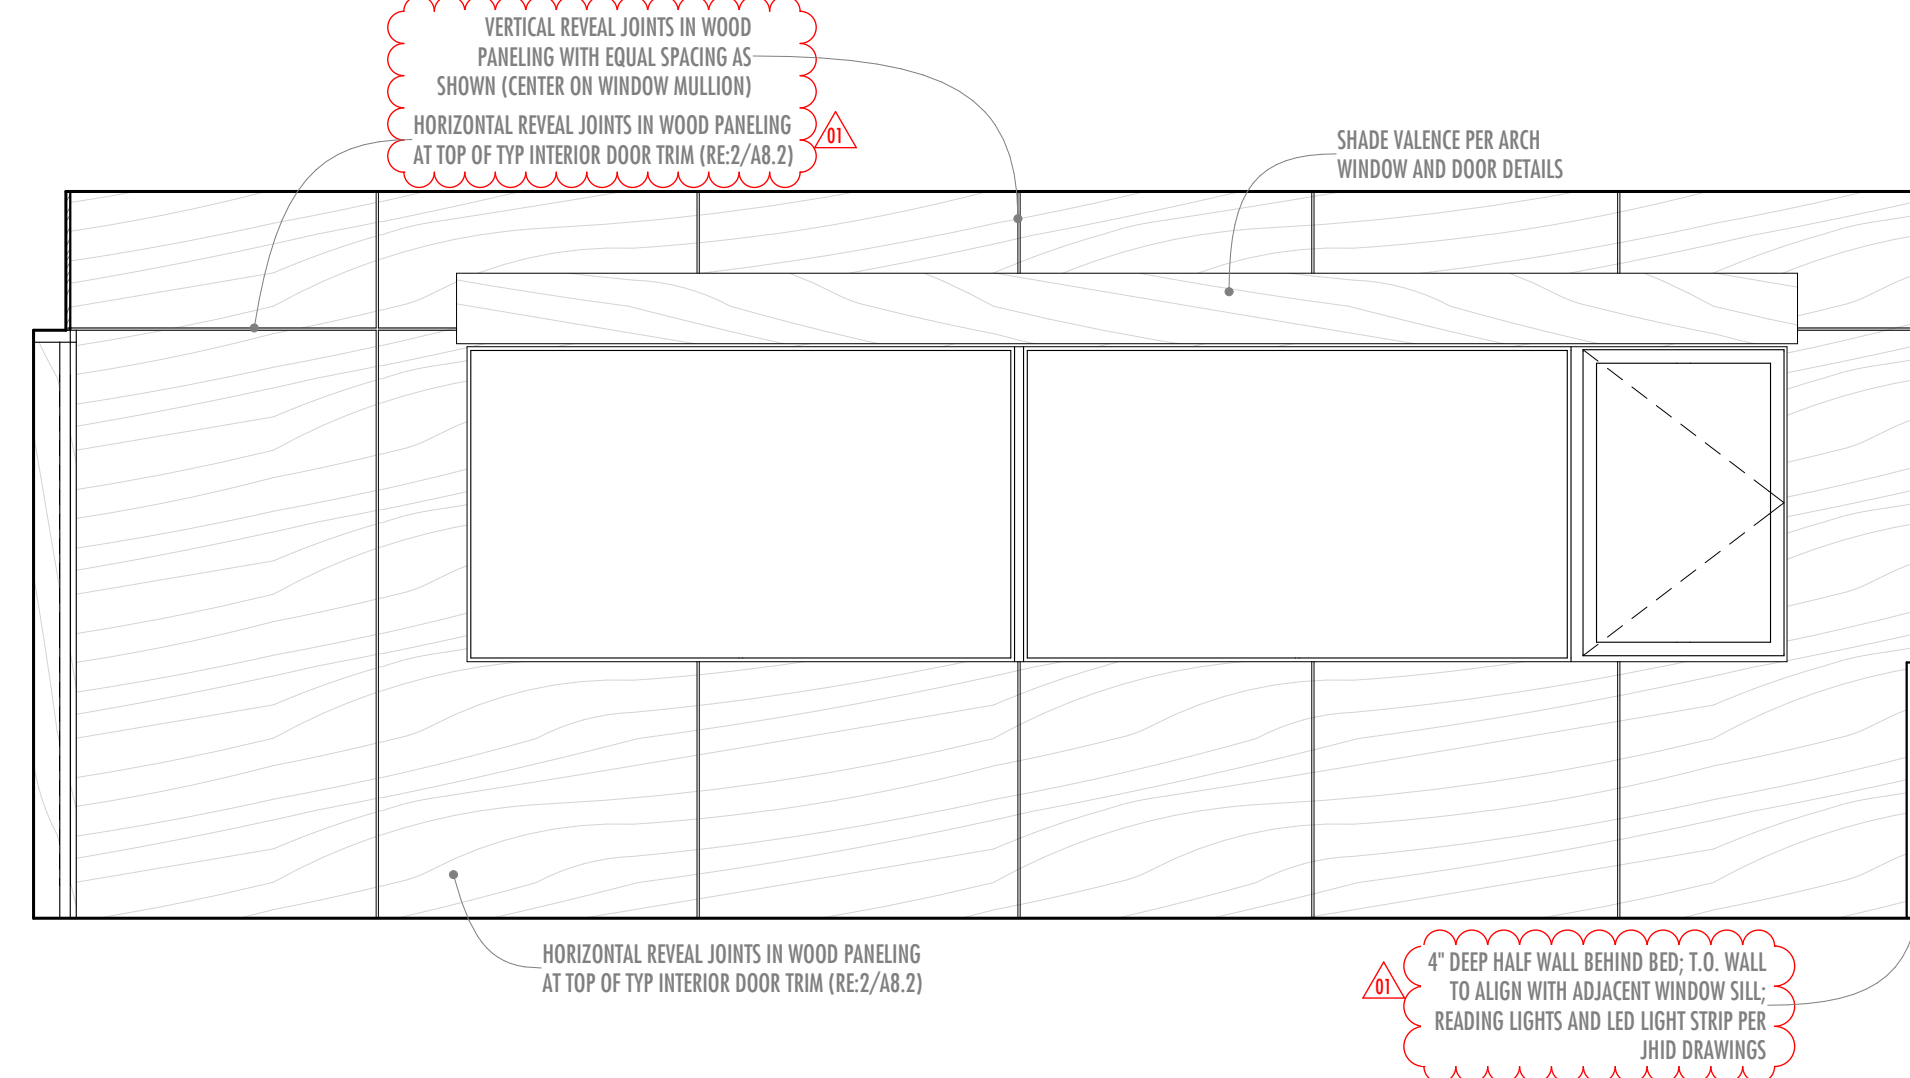 VERTICAL REVEAL JOINTS IN WOOD
PANELING WITH EQUAL SPACING AS
SHOWN (CENTER ON WINDOW MULLION)
HORIZONTAL REVEAL JOINTS IN WOOD PANELING
AT TOP OF TYP INTERIOR DOOR TRIM (RE:2/A8.2)
01
SHADE VALENCE PER ARCH
WINDOW AND DOOR DETAILS
HORIZONTAL REVEAL JOINTS IN WOOD PANELING
AT TOP OF TYP INTERIOR DOOR TRIM (RE:2/A8.2)
01
4" DEEP HALF WALL BEHIND BED; T.O. WALL
TO ALIGN WITH ADJACENT WINDOW SILL;
READING LIGHTS AND LED LIGHT STRIP PER
JHID DRAWINGS